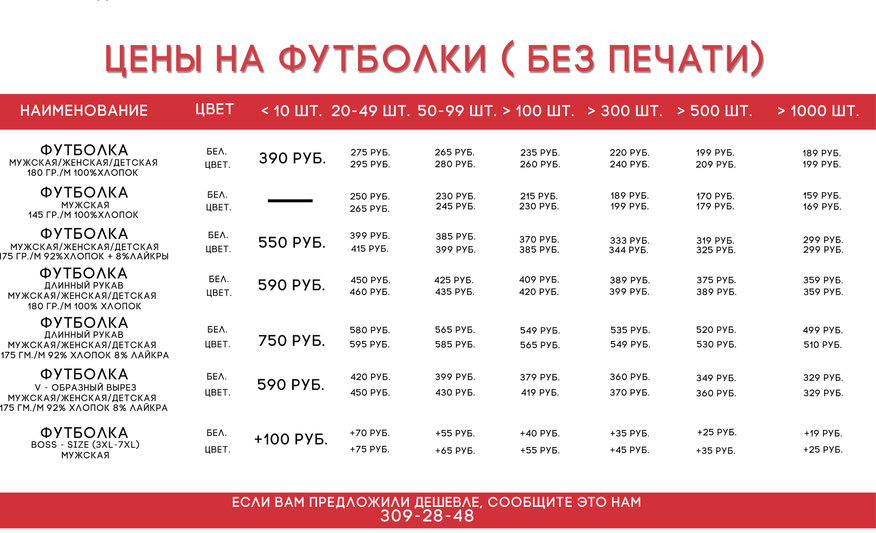 ЦЕНЫ НА ФУТБОЛКИ ( БЕЗ ПЕЧАТИ)
НАИМЕНОВАНИЕ ЦВЕТ < 10 ШТ. 20-49 ШТ. 50-99 ШТ. > 100 ШТ. > 300 ШТ. > 500 ШТ. > 1000 ШТ.
ФУТБОЛКА
МУЖСКАЯ/ЖЕНСКАЯ/ДЕТСКАЯ
180 ГР./М 100%ХЛОПОК
390 РУБ.
БЕЛ. 275 РУБ. 265 РУБ. 235 РУБ. 220 РУБ. 199 РУБ. 189 РУБ.
ЦВЕТ. 295 РУБ. 280 РУБ. 260 РУБ. 240 РУБ. 209 РУБ. 199 РУБ.
ФУТБОЛКА
МУЖСКАЯ
145 ГР./М 100%ХЛОПОК
БЕЛ. 250 РУБ. 230 РУБ. 215 РУБ. 189 РУБ. 170 РУБ. 159 РУБ.
ЦВЕТ. 265 РУБ. 245 РУБ. 230 РУБ. 199 РУБ. 179 РУБ. 169 РУБ.
ФУТБОЛКА
МУЖСКАЯ/ЖЕНСКАЯ/ДЕТСКАЯ
175 ГР./М 92%ХЛОПОК + 8%ЛАЙКРЫ
550 РУБ.
БЕЛ. 399 РУБ. 385 РУБ. 370 РУБ. 333 РУБ. 319 РУБ. 299 РУБ.
ЦВЕТ. 415 РУБ. 399 РУБ. 385 РУБ. 344 РУБ. 325 РУБ. 299 РУБ.
ФУТБОЛКА
ДЛИННЫЙ РУКАВ
МУЖСКАЯ/ЖЕНСКАЯ/ДЕТСКАЯ
180 ГР./М 100% ХЛОПОК
590 РУБ.
БЕЛ. 450 РУБ. 425 РУБ. 409 РУБ. 389 РУБ. 375 РУБ. 359 РУБ.
ЦВЕТ. 460 РУБ. 435 РУБ. 420 РУБ. 399 РУБ. 389 РУБ. 359 РУБ.
ФУТБОЛКА
ДЛИННЫЙ РУКАВ
МУЖСКАЯ/ЖЕНСКАЯ/ДЕТСКАЯ
175 ГМ./М 92% ХЛОПОК 8% ЛАЙКРА
750 РУБ.
БЕЛ. 580 РУБ. 565 РУБ. 549 РУБ. 535 РУБ. 520 РУБ. 499 РУБ.
ЦВЕТ. 595 РУБ. 585 РУБ. 565 РУБ. 549 РУБ. 530 РУБ. 510 РУБ.
ФУТБОЛКА
V - ОБРАЗНЫЙ ВЫРЕЗ
МУЖСКАЯ/ЖЕНСКАЯ/ДЕТСКАЯ
175 ГМ./М 92% ХЛОПОК 8% ЛАЙКРА
590 РУБ.
БЕЛ. 420 РУБ. 399 РУБ. 379 РУБ. 360 РУБ. 349 РУБ. 329 РУБ.
ЦВЕТ. 450 РУБ. 430 РУБ. 419 РУБ. 370 РУБ. 360 РУБ. 329 РУБ.
ФУТБОЛКА
BOSS - SIZE (3XL-7XL)
МУЖСКАЯ
+100 РУБ.
БЕЛ. +70 РУБ. +55 РУБ. +40 РУБ. +35 РУБ. +25 РУБ. +19 РУБ.
ЦВЕТ. +75 РУБ. +65 РУБ. +55 РУБ. +45 РУБ. +35 РУБ. +25 РУБ.
ЕСЛИ ВАМ ПРЕДЛОЖИЛИ ДЕШЕВЛЕ, СООБЩИТЕ ЭТО НАМ
309-28-48